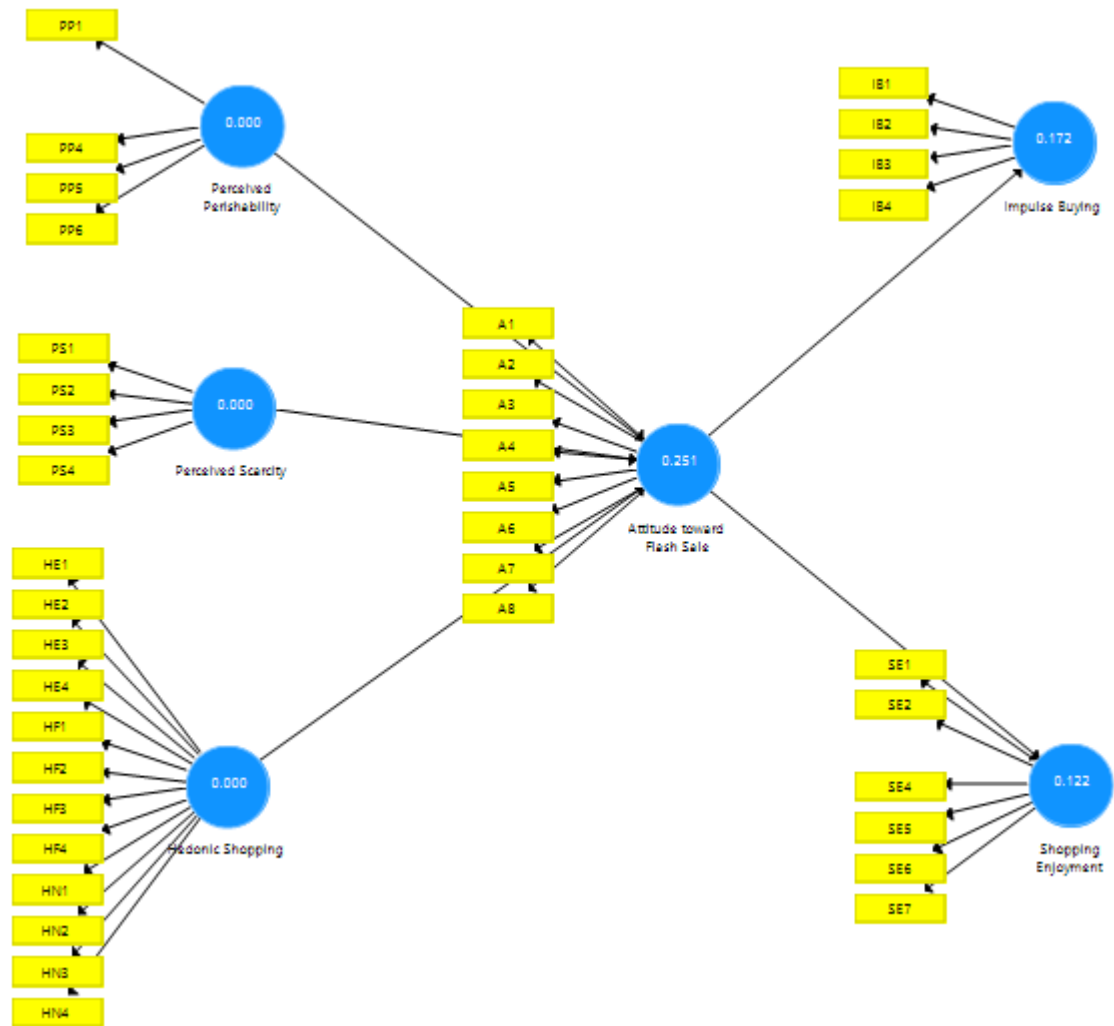 PP1
0.000
PP4
PP5
PP6
Perceived
Perishability
IB1
IB2
IB3
IB4
0.172
Impulse Buying
PS1
PS2
PS3
PS4
0.000
Perceived Scarcity
A1
A2
A3
A4
A5
A6
A7
A8
0.251
Attitude toward
Flash Sale
HE1
HE2
HE3
HE4
HF1
HF2
HF3
HF4
HN1
HN2
HN3
HN4
0.000
Hedonic Shopping
SE1
SE2
SE4
SE5
SE6
SE7
0.122
Shopping
Enjoyment